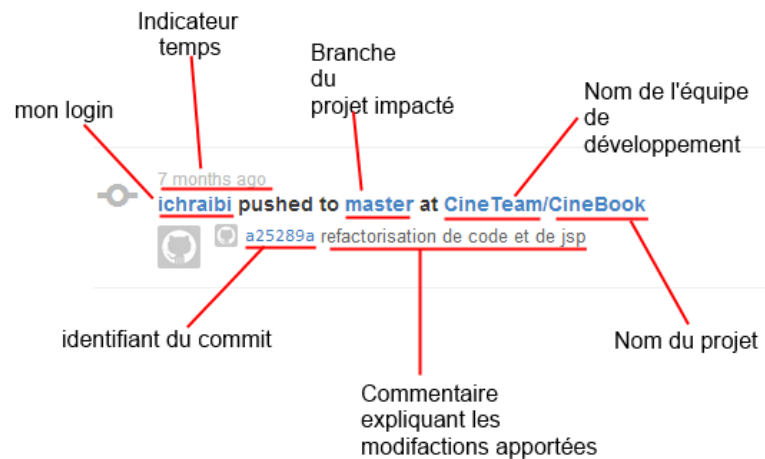 Indicateur
temps
Branche
du
projet impacté
Nom de l'équipe
de
développement
mon login
7 months ago
ichraibi pushed to master at CineTeam/CineBook
a25289a refactorisation de code et de jsp
identifiant du commit
Nom du projet
Commentaire
expliquant les
modifactions apportées